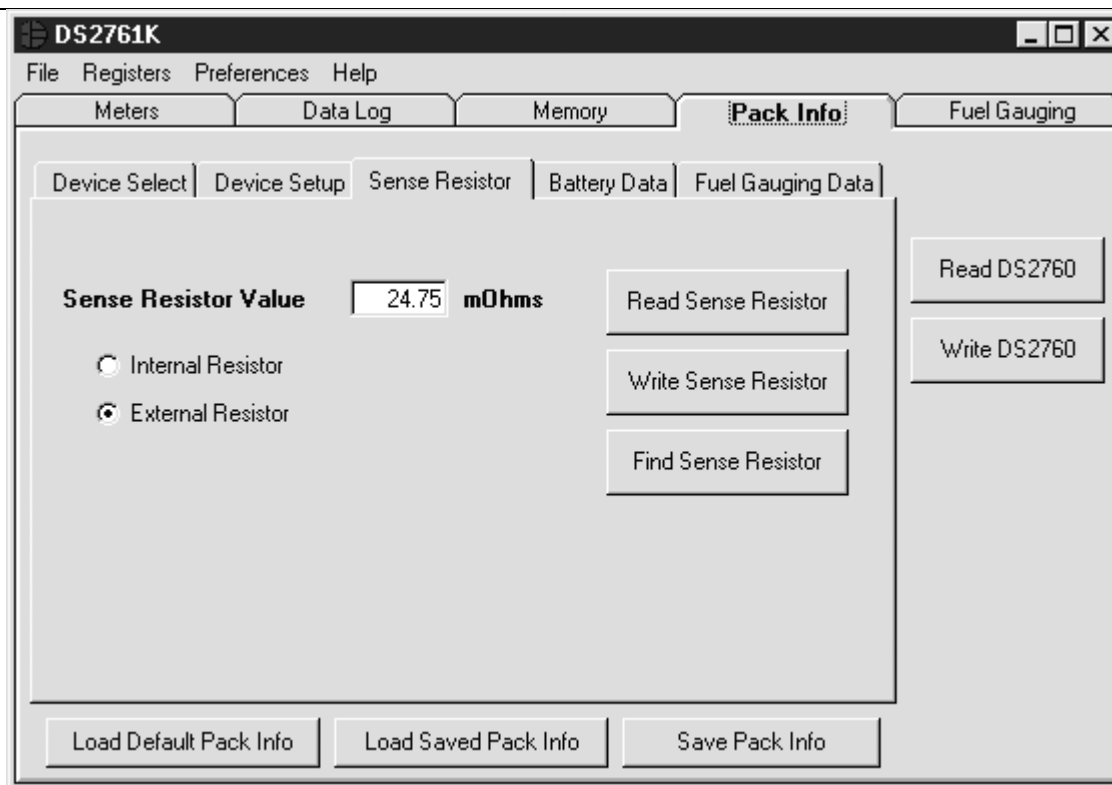 DS2761K
File Registers Preferences Help
Meters Data Log Memory Pack Info Fuel Gauging
Device Select Device Setup Sense Resistor Battery Data Fuel Gauging Data
Read DS2760
Sense Resistor Value 24.75 mOhms Read Sense Resistor
Write DS2760
Internal Resistor
Write Sense Resistor
External Resistor
Find Sense Resistor
Load Default Pack Info Load Saved Pack Info Save Pack Info